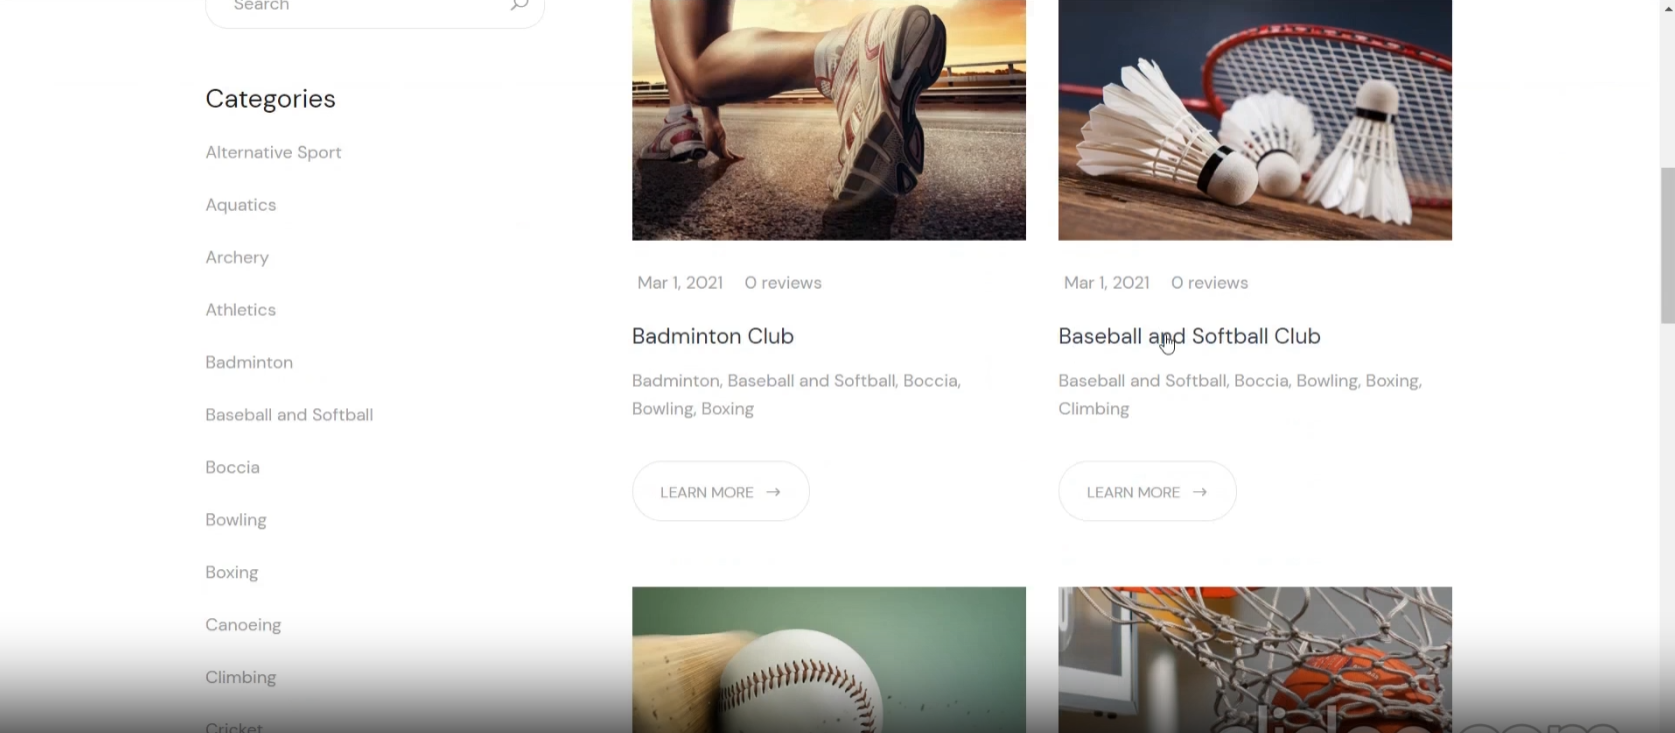 Search
Categories
Alternative Sport
Aquatics
Archery
Athletics
Badminton
Baseball and Softball
Boccia
Bowling
Boxing
Canoeing
Climbing
Cricket
Mar 1, 2021 0 reviews
Badminton Club
Badminton, Baseball and Softball, Boccia,
Bowling, Boxing
LEARN MORE →
Mar 1, 2021 0 reviews
Baseball and Softball Club
Baseball and Softball, Boccia, Bowling, Boxing,
Climbing
LEARN MORE →